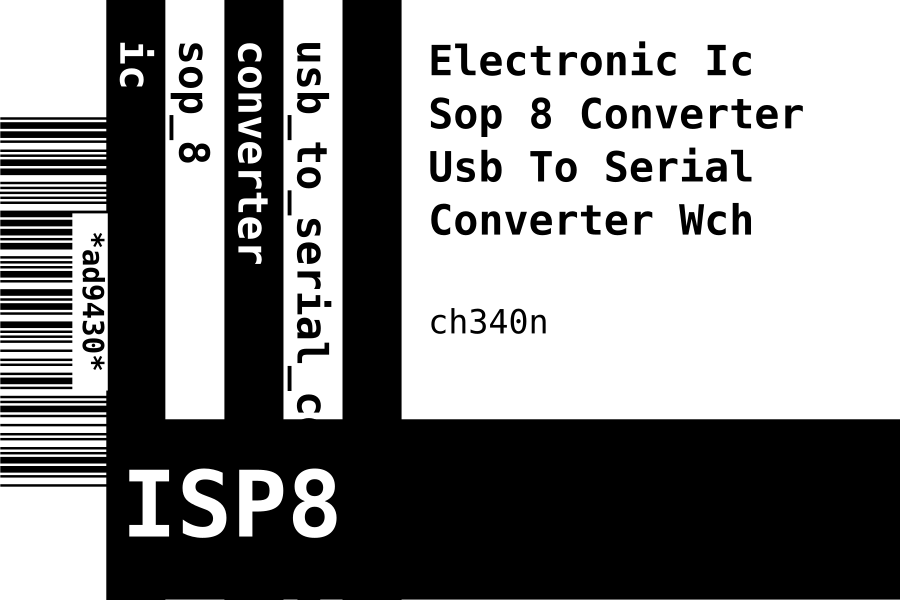 *ad9430*
ic
sop_8
converter
usb_to_serial_c
Electronic Ic
Sop 8 Converter
Usb To Serial
Converter Wch
ch340n
ISP8